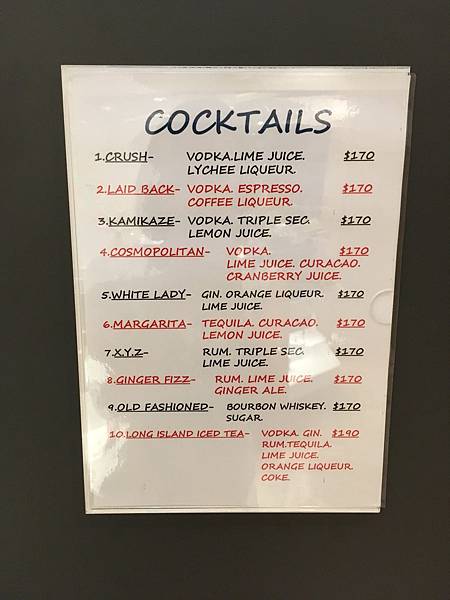 COCKTAILS
1.CRUSH- VODKA.LIME JUICE. $170
LYCHEE LIQUEUR.
2.LAID BACK- VODKA. ESPRESSO. $170
COFFEE LIQUEUR.
3.KAMIKAZE- VODKA. TRIPLE SEC. $170
LEMON JUICE.
4.COSMOPOLITAN- VODKA. $170
LIME JUICE. CURACAO.
CRANBERRY JUICE.
5.WHITE LADY- GIN. ORANGE LIQUEUR. $170
LIME JUICE.
6.MARGARITA- TEQUILA. CURACAO. $170
LEMON JUICE.
7.X.Y.Z- RUM. TRIPLE SEC. $170
LIME JUICE.
8.GINGER FIZZ- RUM. LIME JUICE. $170
GINGER ALE.
9.OLD FASHIONED- BOURBON WHISKEY. $170
SUGAR.
10.LONG ISLAND ICED TEA- VODKA. GIN. $190
RUM.TEQUILA.
LIME JUICE.
ORANGE LIQUEUR.
COKE.